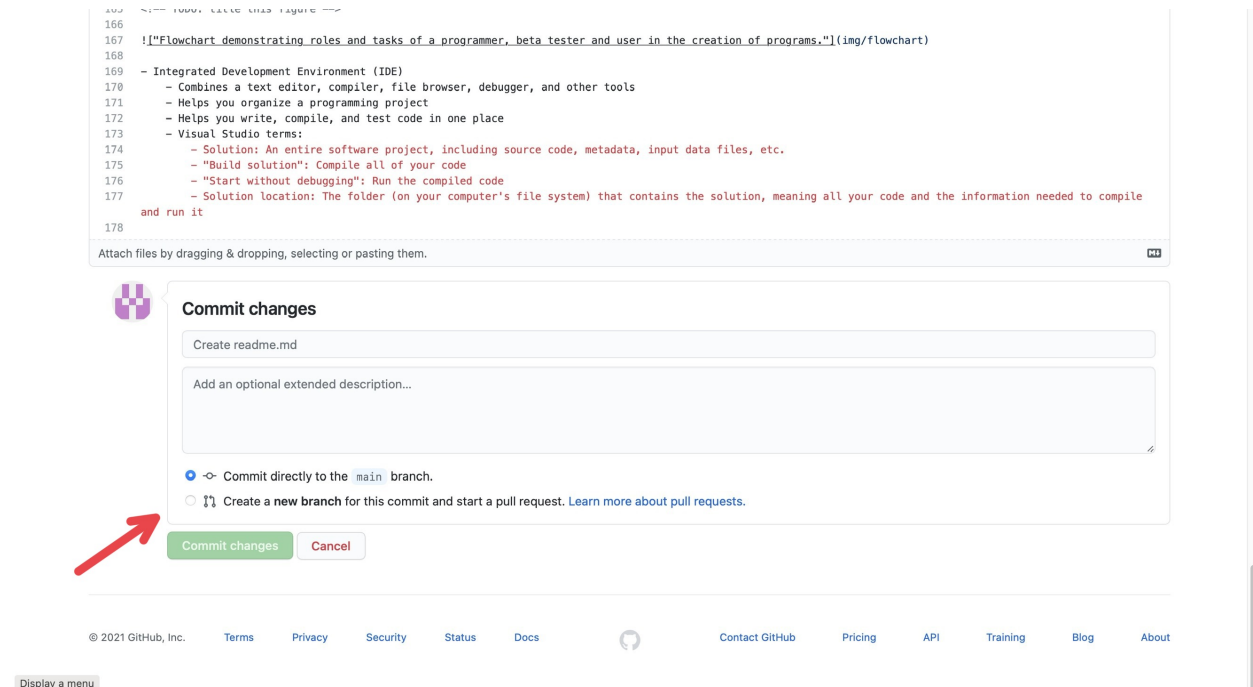 165 <!-- TODO: title this figure -->
166
167 !["Flowchart demonstrating roles and tasks of a programmer, beta tester and user in the creation of programs."](img/flowchart)
168
169 – Integrated Development Environment (IDE)
170 – Combines a text editor, compiler, file browser, debugger, and other tools
171 – Helps you organize a programming project
172 – Helps you write, compile, and test code in one place
173 – Visual Studio terms:
174 – Solution: An entire software project, including source code, metadata, input data files, etc.
175 – "Build solution": Compile all of your code
176 – "Start without debugging": Run the compiled code
177 – Solution location: The folder (on your computer's file system) that contains the solution, meaning all your code and the information needed to compile
and run it
178
Attach files by dragging & dropping, selecting or pasting them.
Commit changes
Create readme.md
Add an optional extended description...
Commit directly to the main branch.
Create a new branch for this commit and start a pull request. Learn more about pull requests.
Commit changes Cancel
© 2021 GitHub, Inc. Terms Privacy Security Status Docs Contact GitHub Pricing API Training Blog About
Display a menu